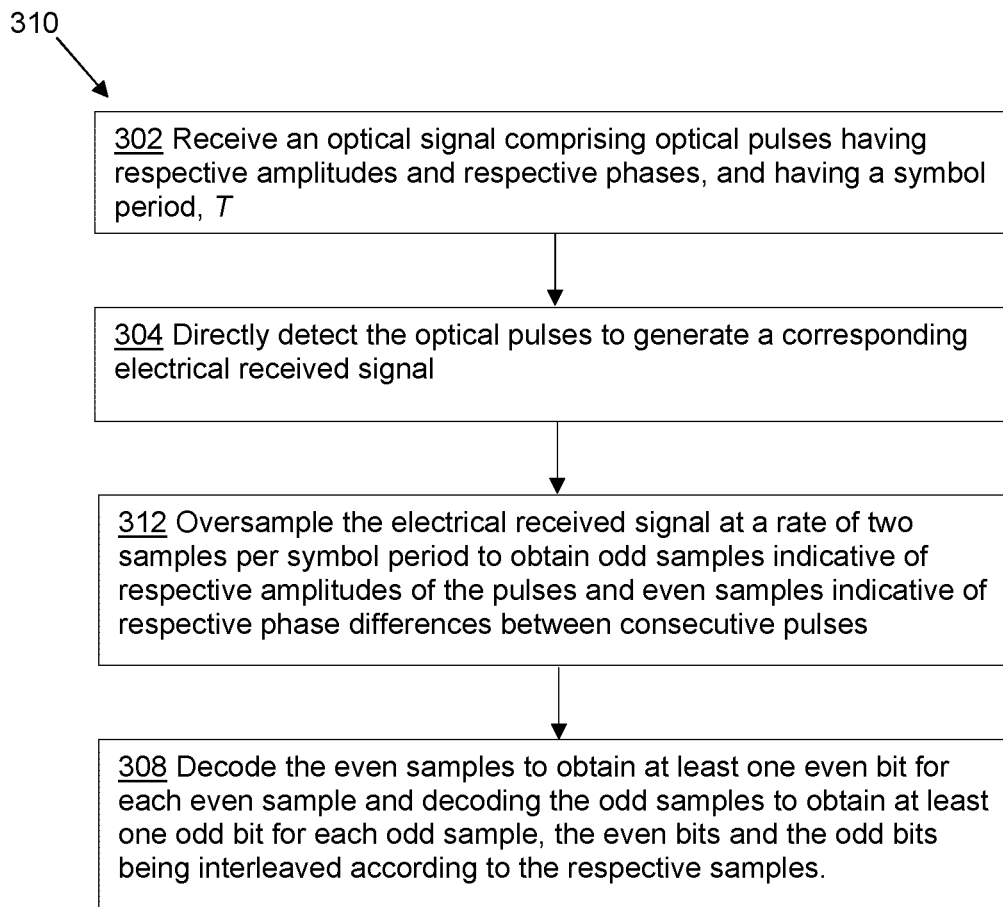 310
302 Receive an optical signal comprising optical pulses having
respective amplitudes and respective phases, and having a symbol
period, T
304 Directly detect the optical pulses to generate a corresponding
electrical received signal
312 Oversample the electrical received signal at a rate of two
samples per symbol period to obtain odd samples indicative of
respective amplitudes of the pulses and even samples indicative of
respective phase differences between consecutive pulses
308 Decode the even samples to obtain at least one even bit for
each even sample and decoding the odd samples to obtain at least
one odd bit for each odd sample, the even bits and the odd bits
being interleaved according to the respective samples.